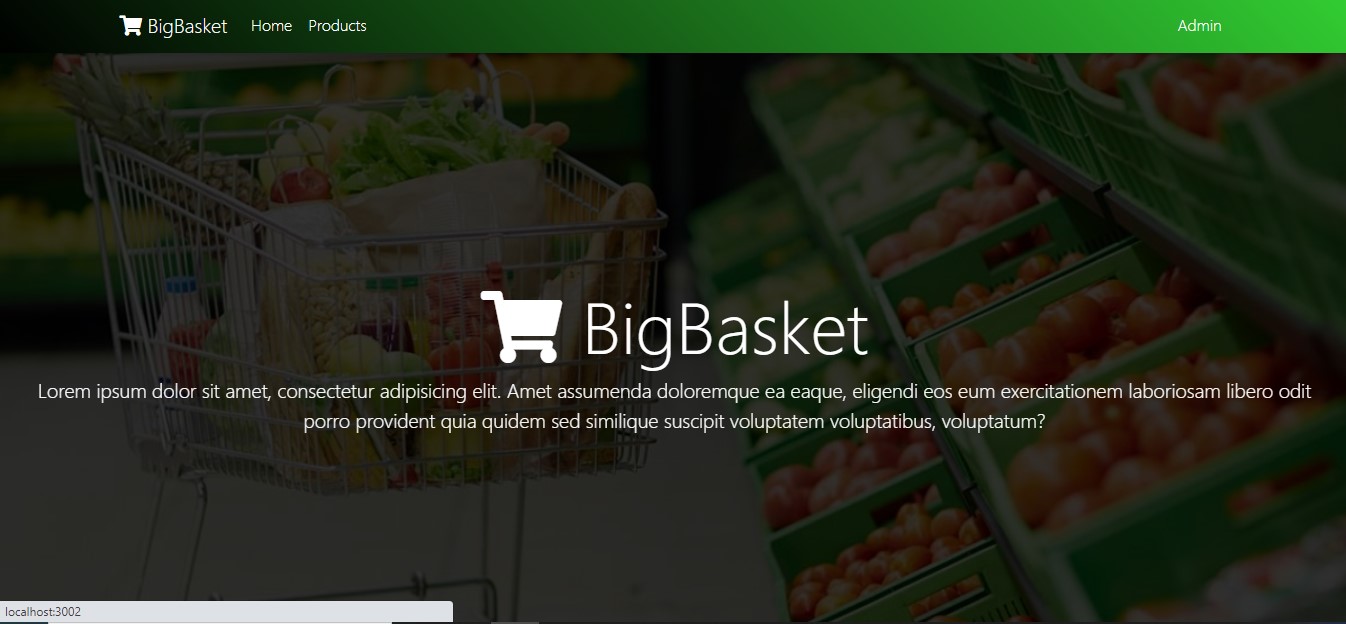 BigBasket Home Products Admin
BigBasket
Lorem ipsum dolor sit amet, consectetur adipisicing elit. Amet assumenda doloremque ea eaque, eligendi eos eum exercitationem laboriosam libero odit
porro provident quia quidem sed similique suscipit voluptatem voluptatibus, voluptatum?
localhost:3002